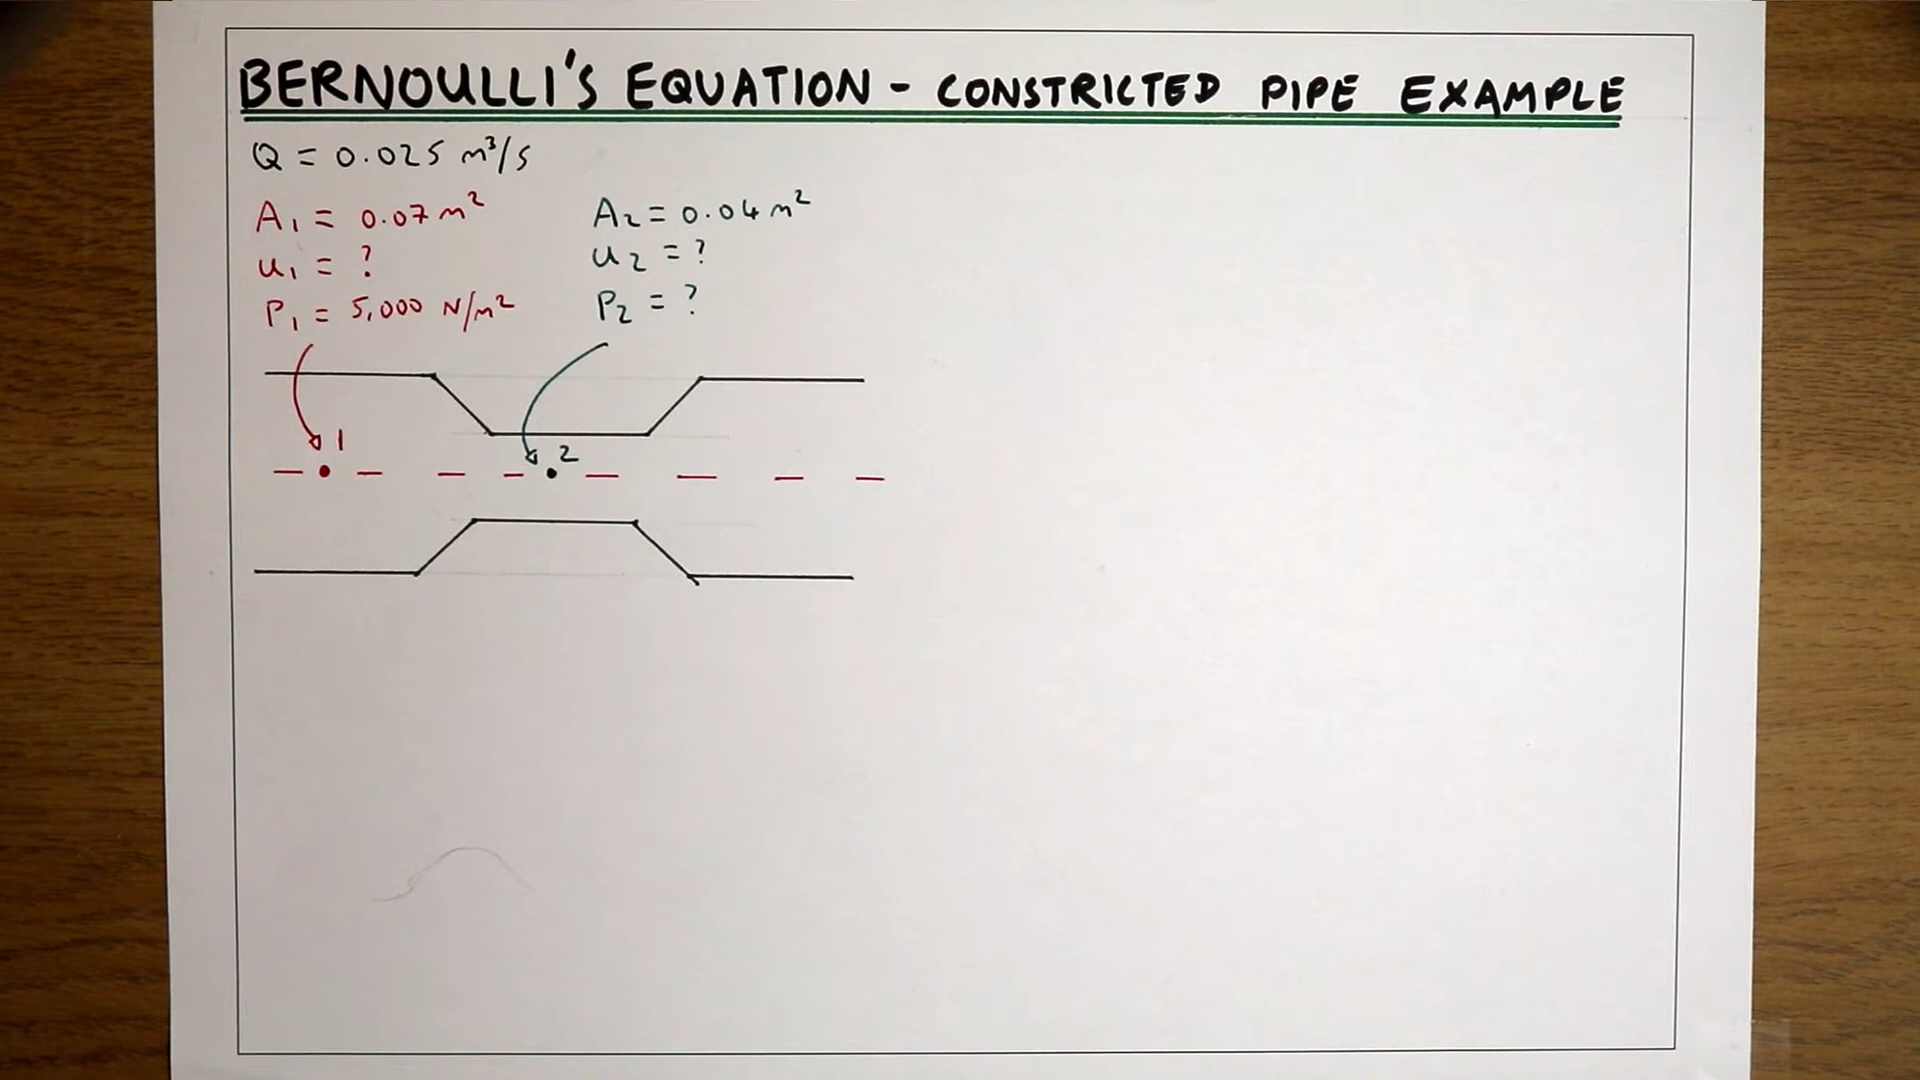 BERNOULLI'S EQUATION - CONSTRICTED PIPE EXAMPLE
Q = 0.025 m³/s
A₁ = 0.07 m²
u₁ = ?
P₁ = 5,000 N/m²
A₂ = 0.04 m²
u₂ = ?
P₂ = ?
1
2